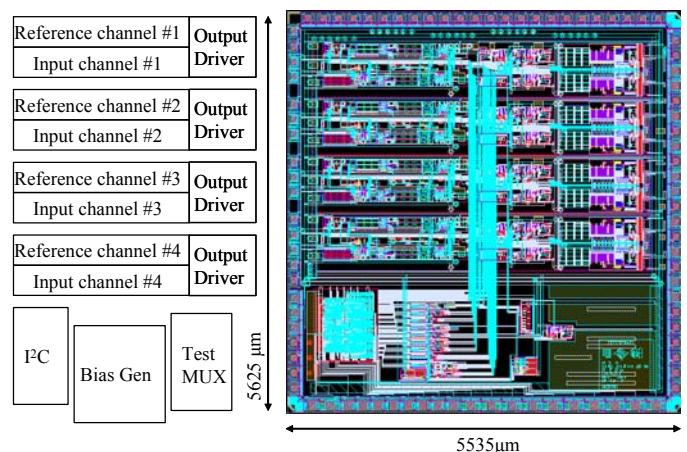 Reference channel #1
Input channel #1
Output
Driver
Reference channel #2
Input channel #2
Output
Driver
Reference channel #3
Input channel #3
Output
Driver
Reference channel #4
Input channel #4
Output
Driver
I²C
Bias Gen
Test
MUX
5625 μm
5535μm